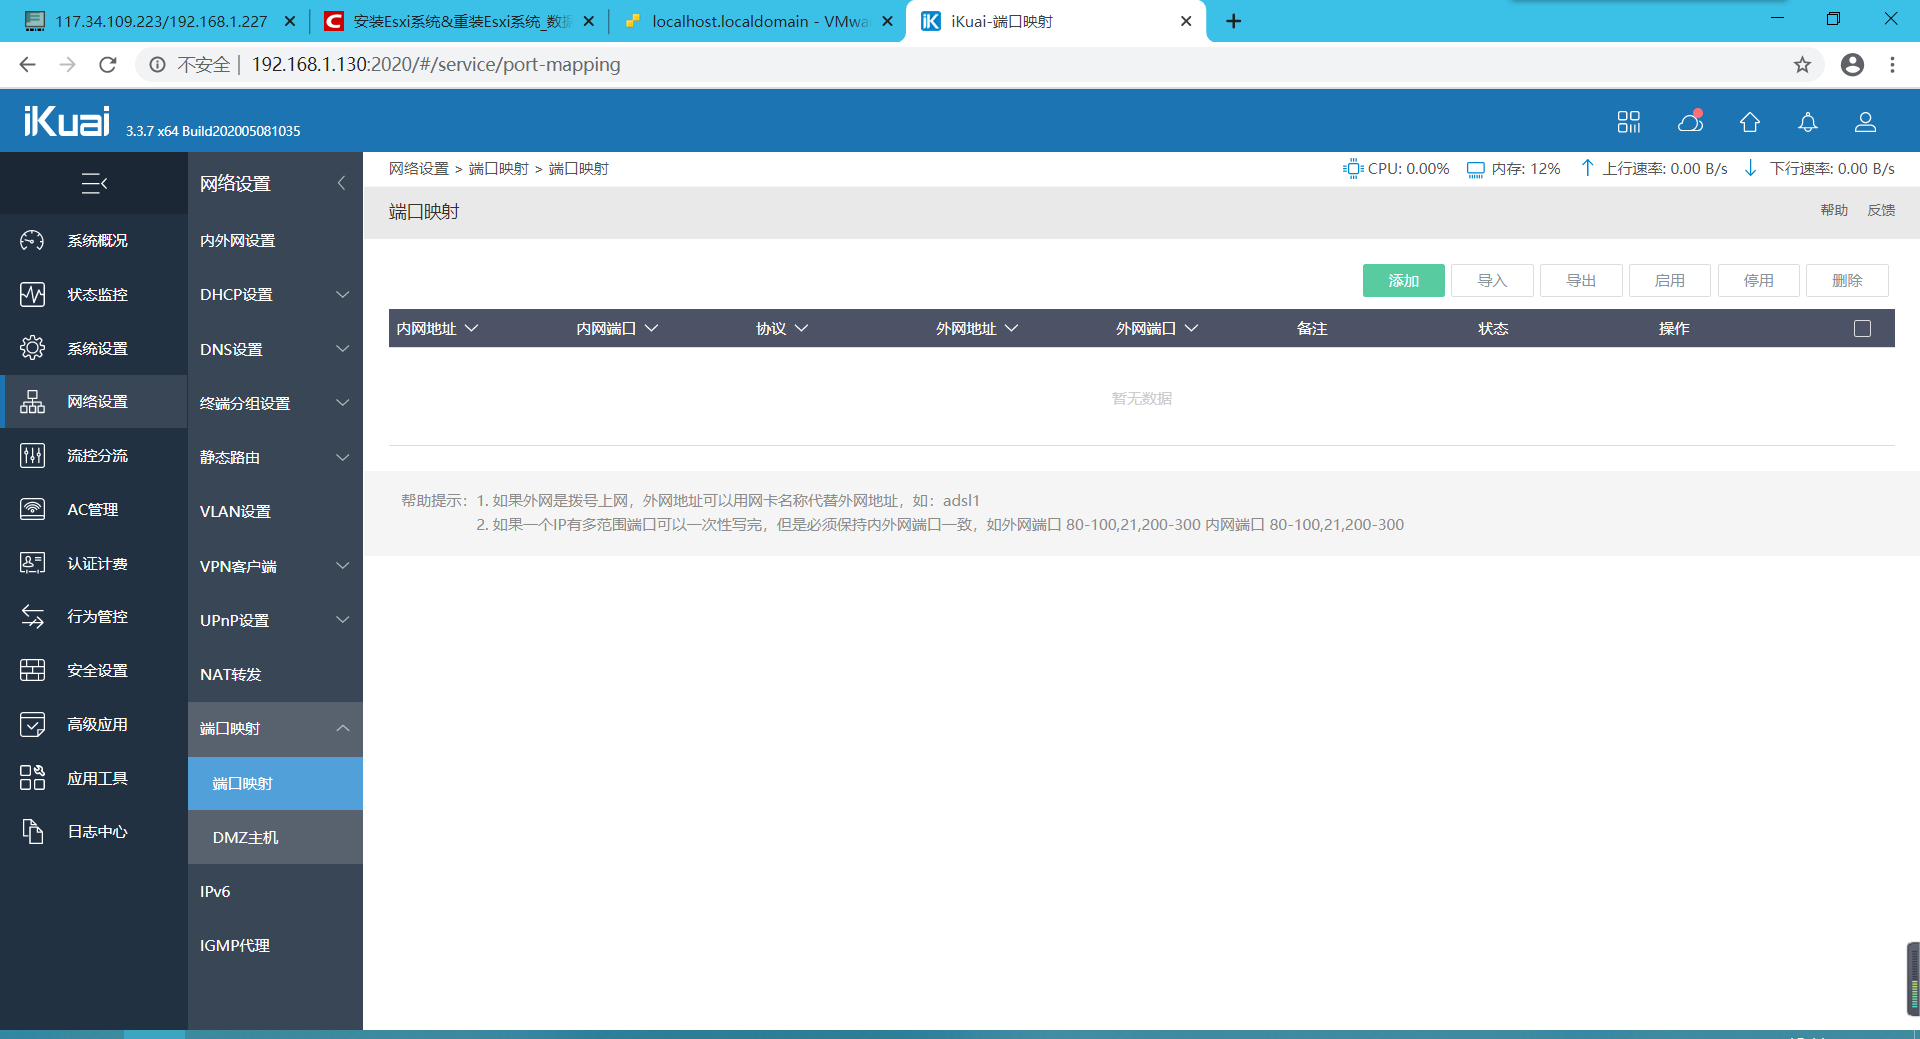 117.34.109.223/192.168.1.227
安装Esxi系统&重装Esxi系统_数据
localhost.localdomain - VMwa
iKuai-端口映射
不安全 | 192.168.1.130:2020/#/service/port-mapping
iKuai 3.3.7 x64 Build202005081035
网络设置 > 端口映射 > 端口映射
CPU: 0.00% 内存: 12% 上行速率: 0.00 B/s 下行速率: 0.00 B/s
系统概况
状态监控
系统设置
网络设置
流控分流
AC管理
认证计费
行为管控
安全设置
高级应用
应用工具
日志中心
网络设置
内外网设置
DHCP设置
DNS设置
终端分组设置
静态路由
VLAN设置
VPN客户端
UPnP设置
NAT转发
端口映射
端口映射
DMZ主机
IPv6
IGMP代理
端口映射 帮助 反馈
添加 导入 导出 启用 停用 删除
内网地址 内网端口 协议 外网地址 外网端口 备注 状态 操作
暂无数据
帮助提示：1. 如果外网是拨号上网，外网地址可以用网卡名称代替外网地址，如：adsl1
2. 如果一个IP有多范围端口可以一次性写完，但是必须保持内外网端口一致，如外网端口 80-100,21,200-300 内网端口 80-100,21,200-300